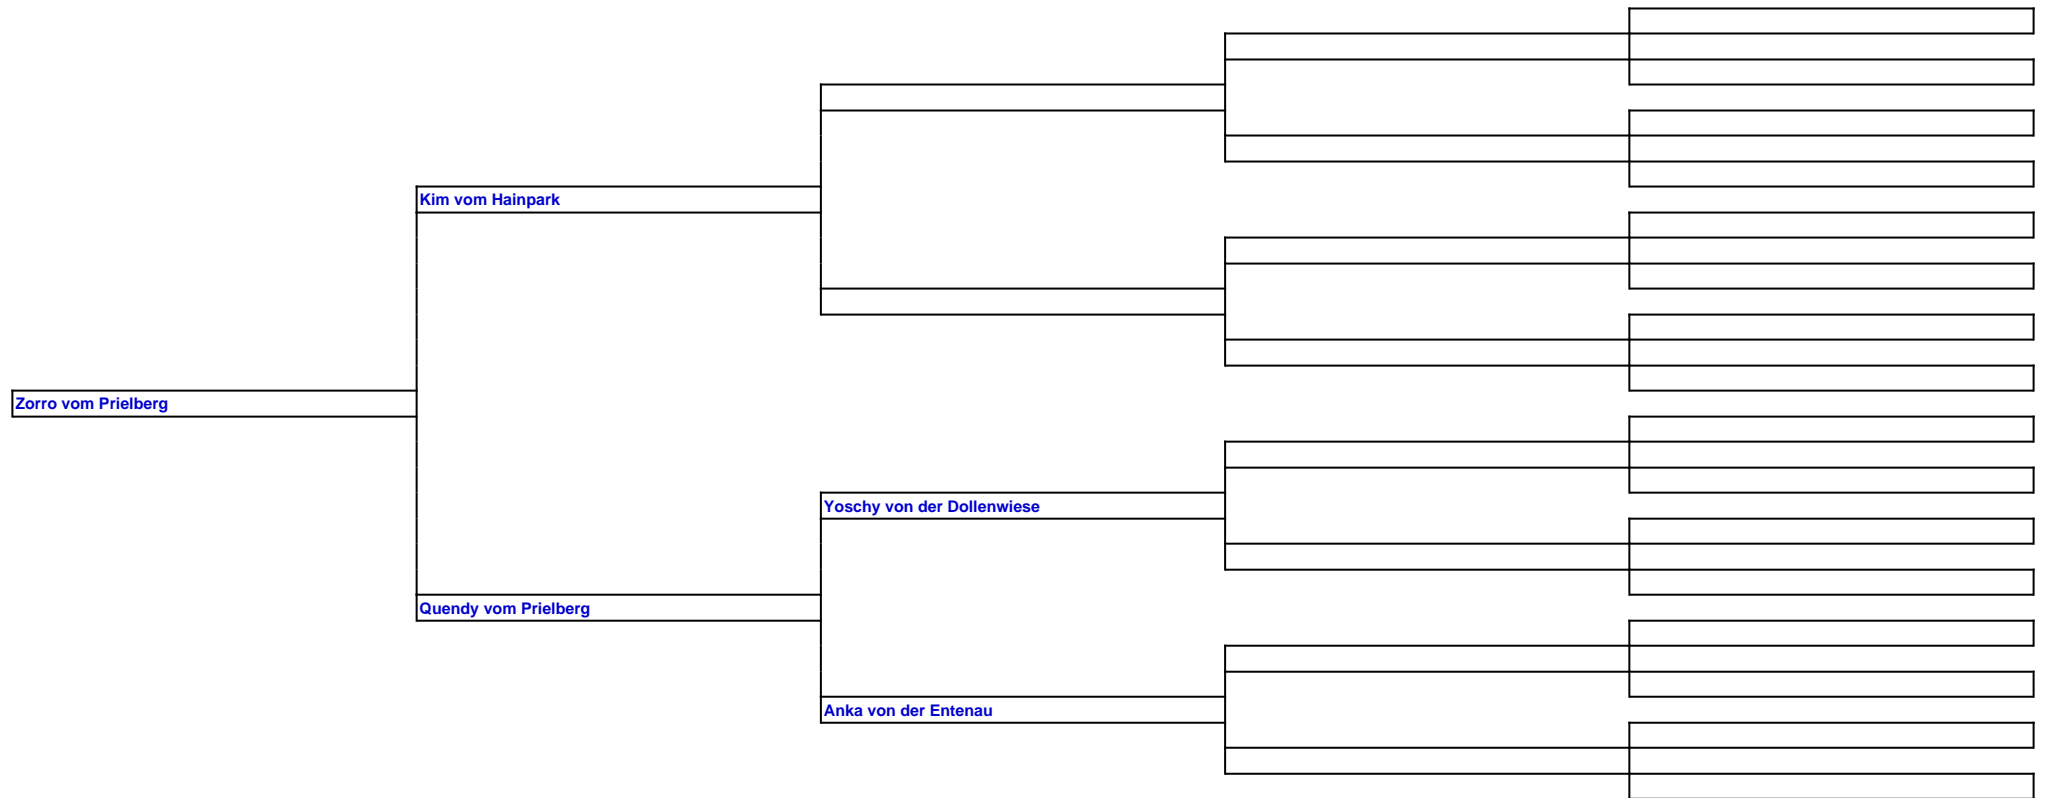 Kim vom Hainpark
Zorro vom Prielberg
Yoschy von der Dollenwiese
Quendy vom Prielberg
Anka von der Entenau